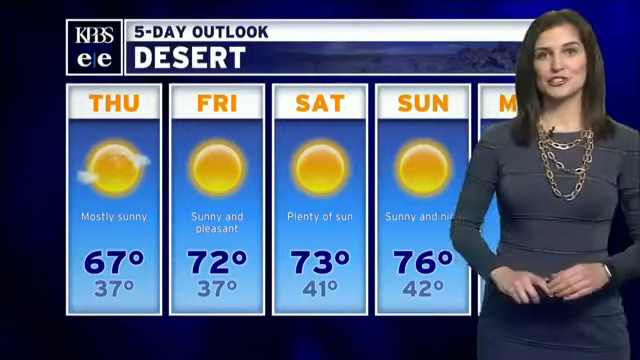 KPBS
e|e
5-DAY OUTLOOK
DESERT
THU
FRI
SAT
SUN
Mostly sunny
Sunny and
pleasant
Plenty of sun
Sunny and
67°
72°
73°
76°
37°
37°
41°
42°